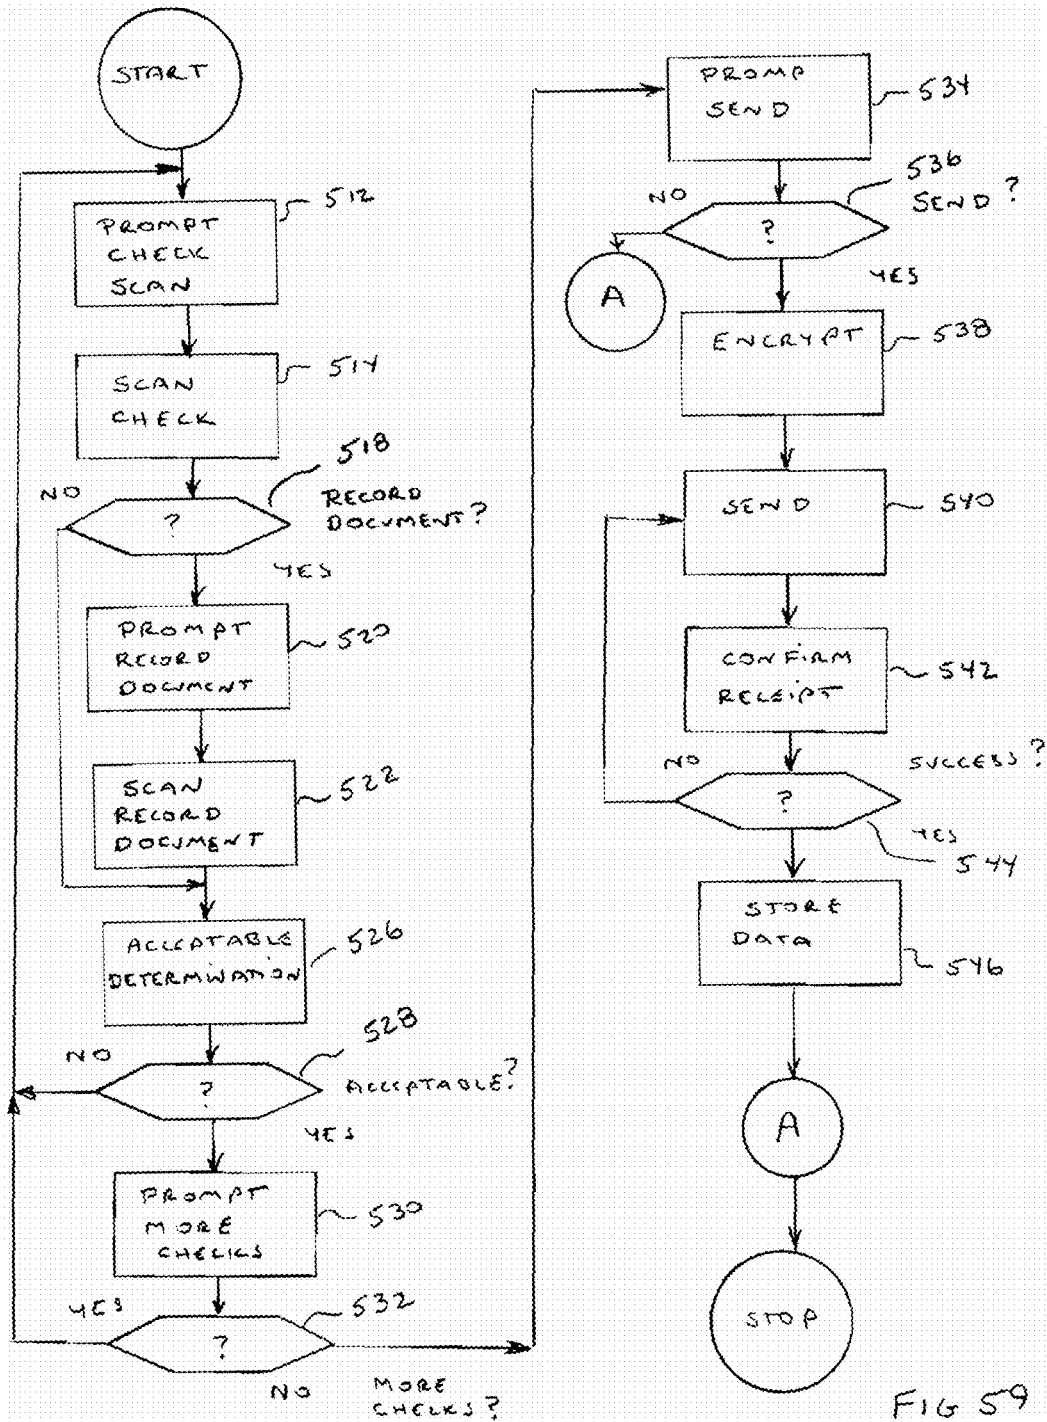 START
PROMPT
CHECK
SCAN
512
SCAN
CHECK
514
518
NO
RECORD
DOCUMENT?
?
YES
PROMPT
RECORD
DOCUMENT
520
SCAN
RECORD
DOCUMENT
522
ACCEPTABLE
DETERMINATION
526
528
NO
ACCEPTABLE?
?
YES
PROMPT
MORE
CHECKS
530
YES
532
?
NO
MORE
CHECKS?
PROMP
SEND
534
536
NO
SEND?
?
YES
A
ENCRYPT
538
SEND
540
CONFIRM
RECEIPT
542
NO
SUCCESS?
?
YES
544
STORE
DATA
546
A
STOP
FIG 59